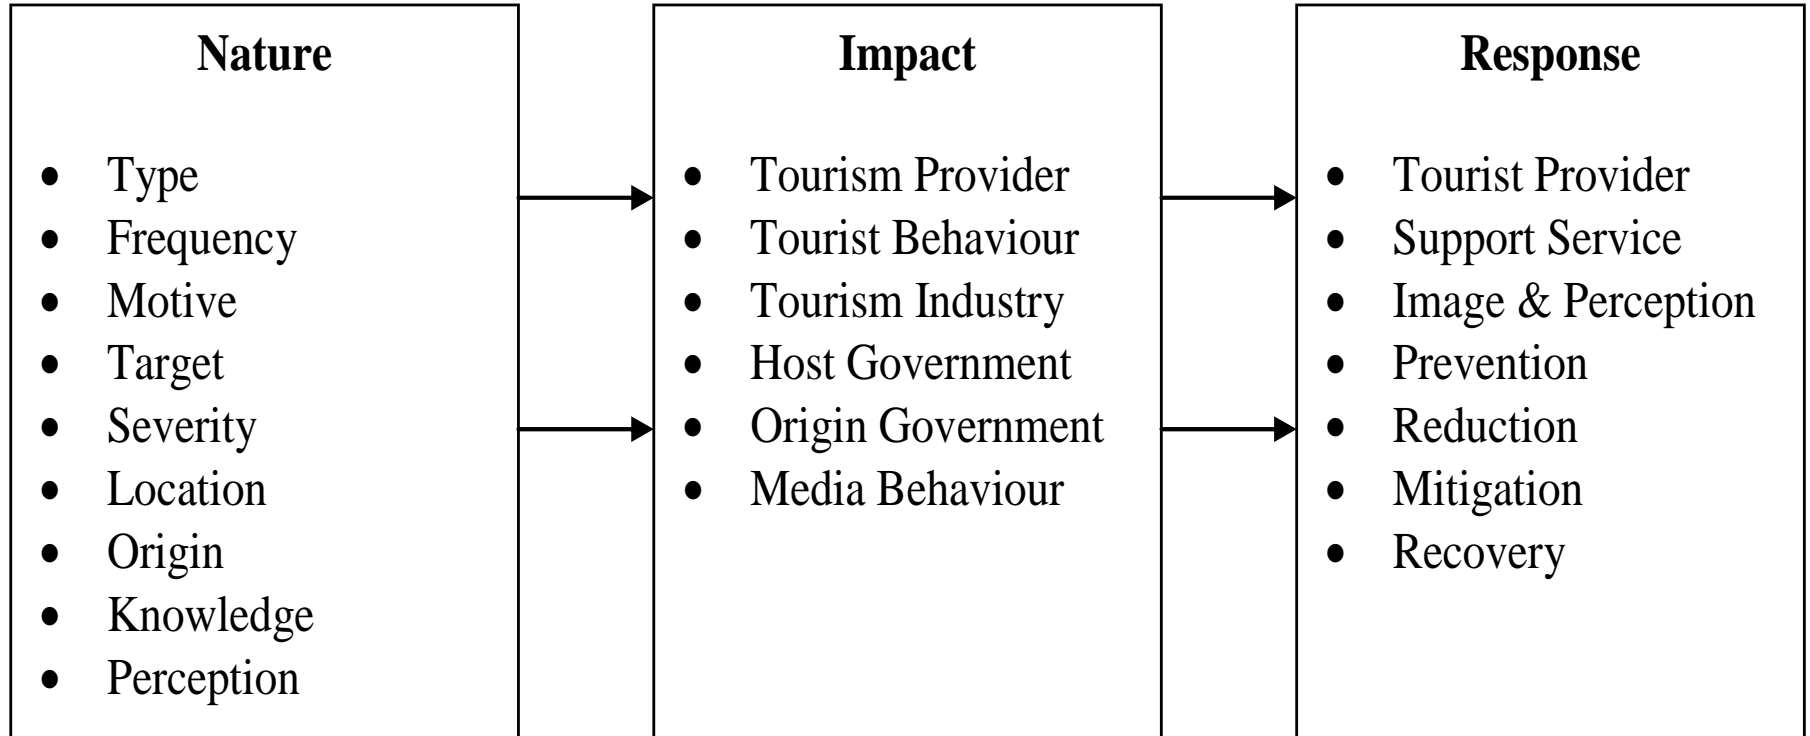 Nature
• Type
• Frequency
• Motive
• Target
• Severity
• Location
• Origin
• Knowledge
• Perception
Impact
• Tourism Provider
• Tourist Behaviour
• Tourism Industry
• Host Government
• Origin Government
• Media Behaviour
Response
• Tourist Provider
• Support Service
• Image & Perception
• Prevention
• Reduction
• Mitigation
• Recovery